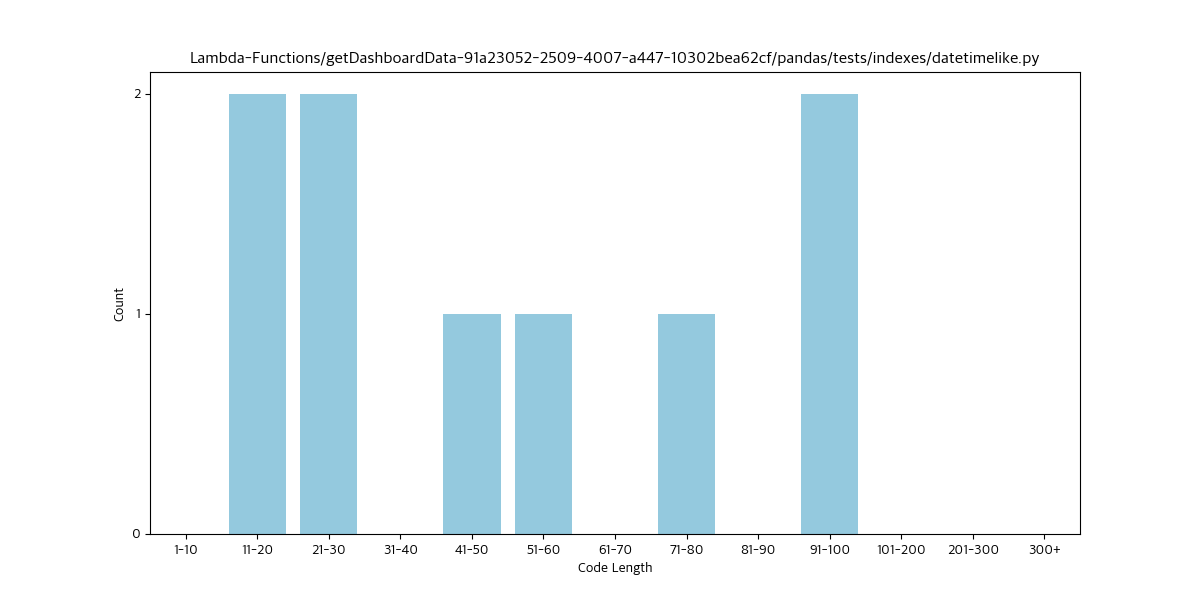 Lambda-Functions/getDashboardData-91a23052-2509-4007-a447-10302bea62cf/pandas/tests/indexes/datetimelike.py
2
1
0
Count
1-10 11-20 21-30 31-40 41-50 51-60 61-70 71-80 81-90 91-100 101-200 201-300 300+
Code Length